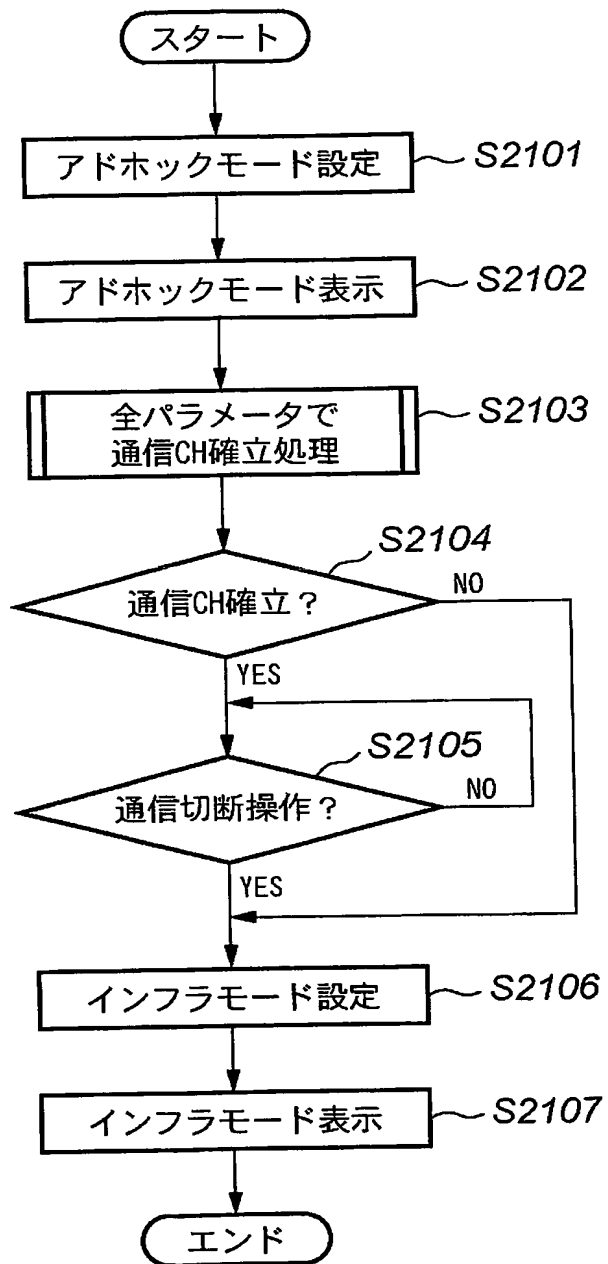 スタート
アドホックモード設定
S2101
アドホックモード表示
S2102
全パラメータで
通信CH確立処理
S2103
S2104
通信CH確立？
NO
YES
S2105
通信切断操作？
NO
YES
インフラモード設定
S2106
インフラモード表示
S2107
エンド